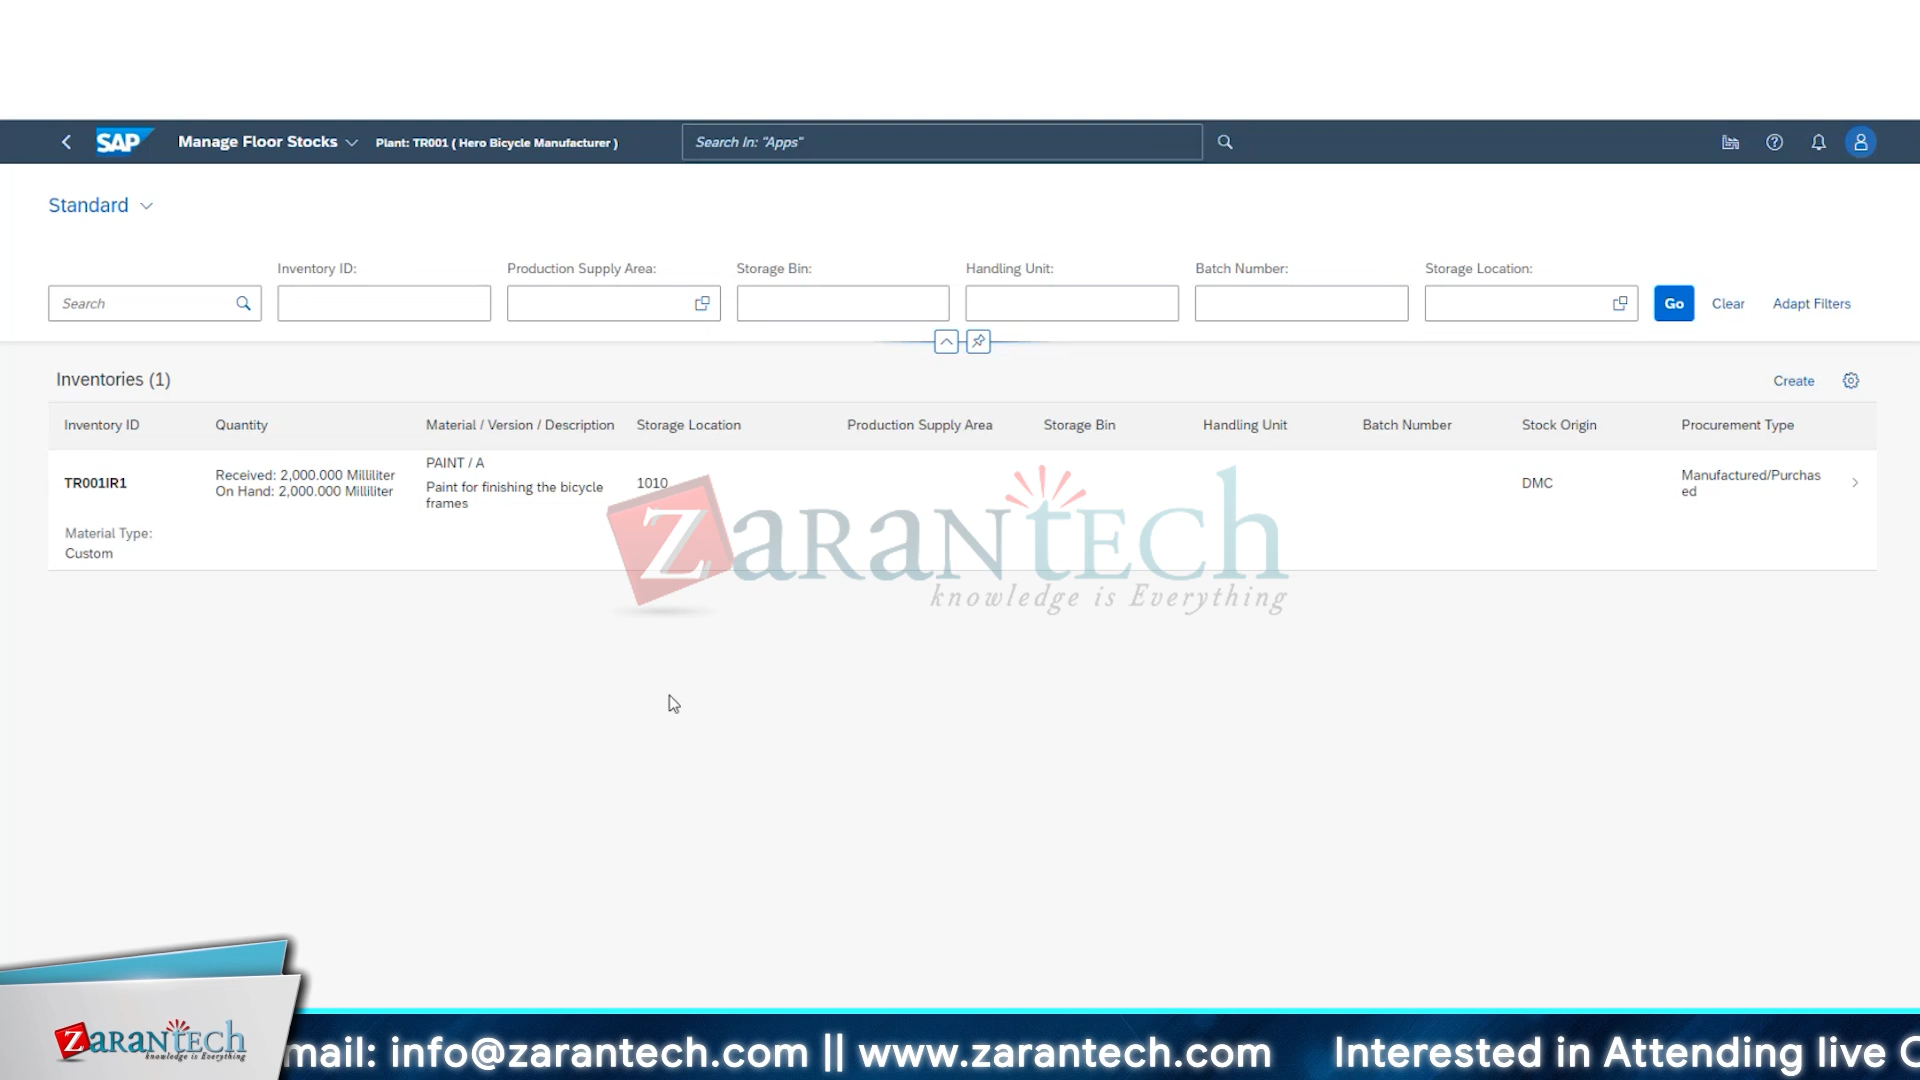 SAP Manage Floor Stocks Plant: TR001 ( Hero Bicycle Manufacturer ) Search In: "Apps"
Standard
Inventory ID: Production Supply Area: Storage Bin: Handling Unit: Batch Number: Storage Location:
Search Go Clear Adapt Filters
Inventories (1) Create
Inventory ID Quantity Material / Version / Description Storage Location Production Supply Area Storage Bin Handling Unit Batch Number Stock Origin Procurement Type
TR001IR1
Received: 2,000.000 Milliliter
On Hand: 2,000.000 Milliliter
PAINT / A
Paint for finishing the bicycle
frames
1010
DMC
Manufactured/Purchas
ed
Material Type:
Custom
ZaranTech
knowledge is Everything
ZaranTech
knowledge is Everything
mail: info@zarantech.com || www.zarantech.com Interested in Attending live